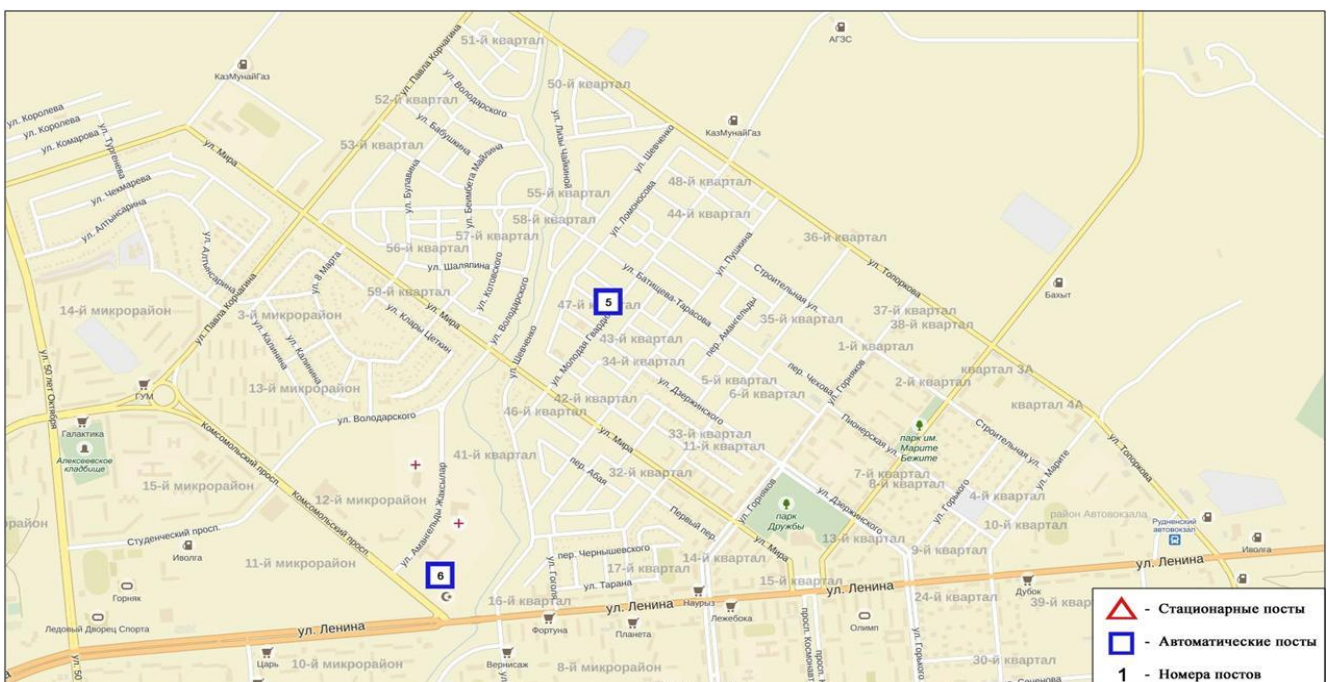 51-й квартал
АГЗС
ул. Павла Корчагина
КазМунайГаз
50-й квартал
ул. Володарского
52-й квартал
ул. Королева
ул. Королева
ул. Комарова
ул. Тургенева
ул. Бабушкина
ул. Лизы Чайкиной
КазМунайГаз
ул. Мира
53-й квартал
ул. Беимбета Майлина
ул. Шевченко
ул. Чекмарева
ул. Булавина
48-й квартал
55-й квартал
ул. Ломоносова
ул. Алтынсарина
44-й квартал
58-й квартал
57-й квартал
36-й квартал
ул. Пушкина
56-й квартал
ул. Алтынсарина
ул. 8 Марта
ул. Шаляпина
ул. Котовского
ул. Батищева-Тарасова
Строительная ул.
ул. Топоркова
Бахыт
59-й квартал
14-й микрорайон
3-й микрорайон
ул. Павла Корчагина
ул. Мира
ул. Володарского
5
47-й квартал
пер. Амангельды
35-й квартал
37-й квартал
38-й квартал
ул. Клары Цеткин
ул. Шевченко
ул. Молодая Гвардия
43-й квартал
1-й квартал
ул. Калинина
ул. Калинина
34-й квартал
5-й квартал
6-й квартал
пер. Чехова
ул. Горняков
2-й квартал
квартал 3А
ул. 50 лет Октября
ГУМ
13-й микрорайон
42-й квартал
46-й квартал
ул. Дзержинского
квартал 4А
ул. Володарского
ул. Мира
33-й квартал
11-й квартал
Пионерская ул.
парк им.
Марите
Бежите
Строительная ул.
ул. Топоркова
Галактика
Алексеевское
кладбище
Комсомольский просп.
41-й квартал
пер. Абая
32-й квартал
7-й квартал
8-й квартал
ул. Марите
15-й микрорайон
12-й микрорайон
ул. Горняков
парк
Дружбы
ул. Дзержинского
ул. Горького
4-й квартал
Комсомольский просп.
ул. Амангельды Жаксылар
Первый пер.
ул. Мира
район Автовокзала
10-й квартал
Рудненский
автовокзал
Студенческий просп.
Иволга
11-й микрорайон
ул. Гоголя
пер. Чернышевского
17-й квартал
14-й квартал
13-й квартал
9-й квартал
Иволга
6
ул. Тарана
15-й квартал
ул. Ленина
Горняк
16-й квартал
ул. Ленина
Наурыз
24-й квартал
Дубок
Ледовый Дворец Спорта
ул. Ленина
Фортуна
Планета
Лежебока
Олимп
просп. Космонавт
просп.
ул. Горького
ул. 50
Царь
10-й микрорайон
Вернисаж
8-й микрорайон
30-й квартал
- Стационарные посты
- Автоматические посты
1 - Номера постов